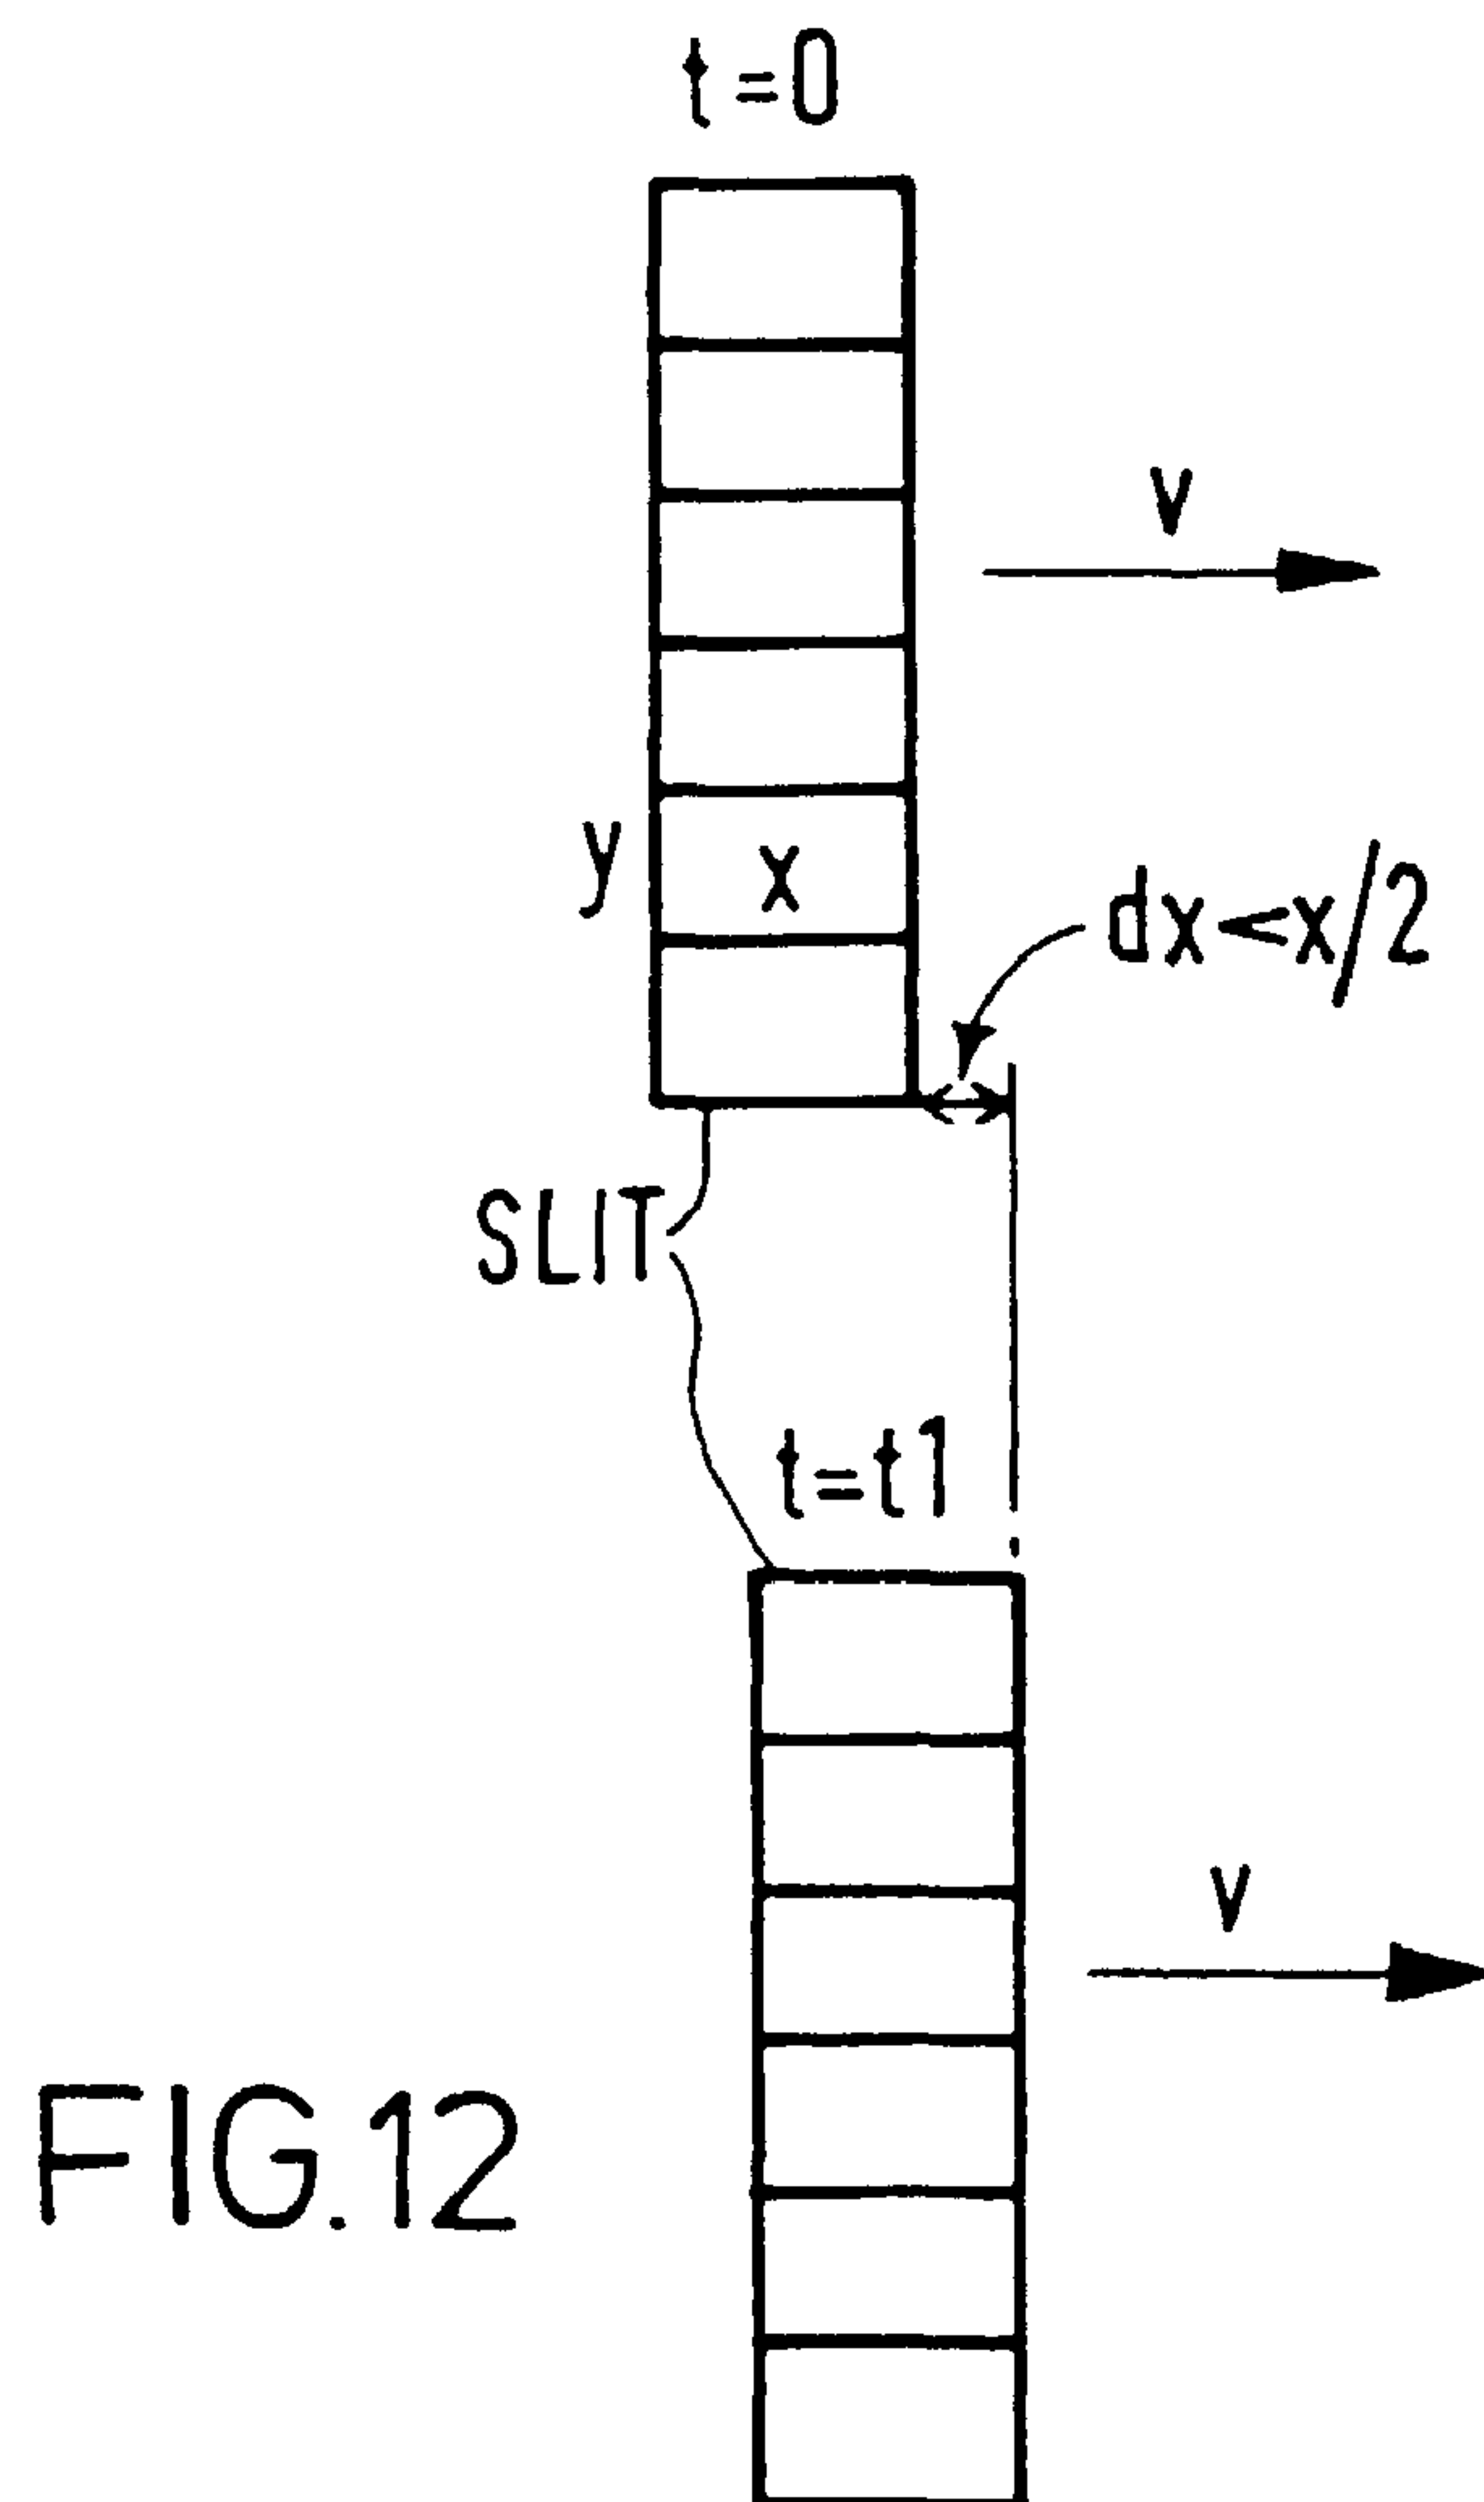 t=0
v
y
x
dx<x/2
SLIT
t=t1
v
FIG.12